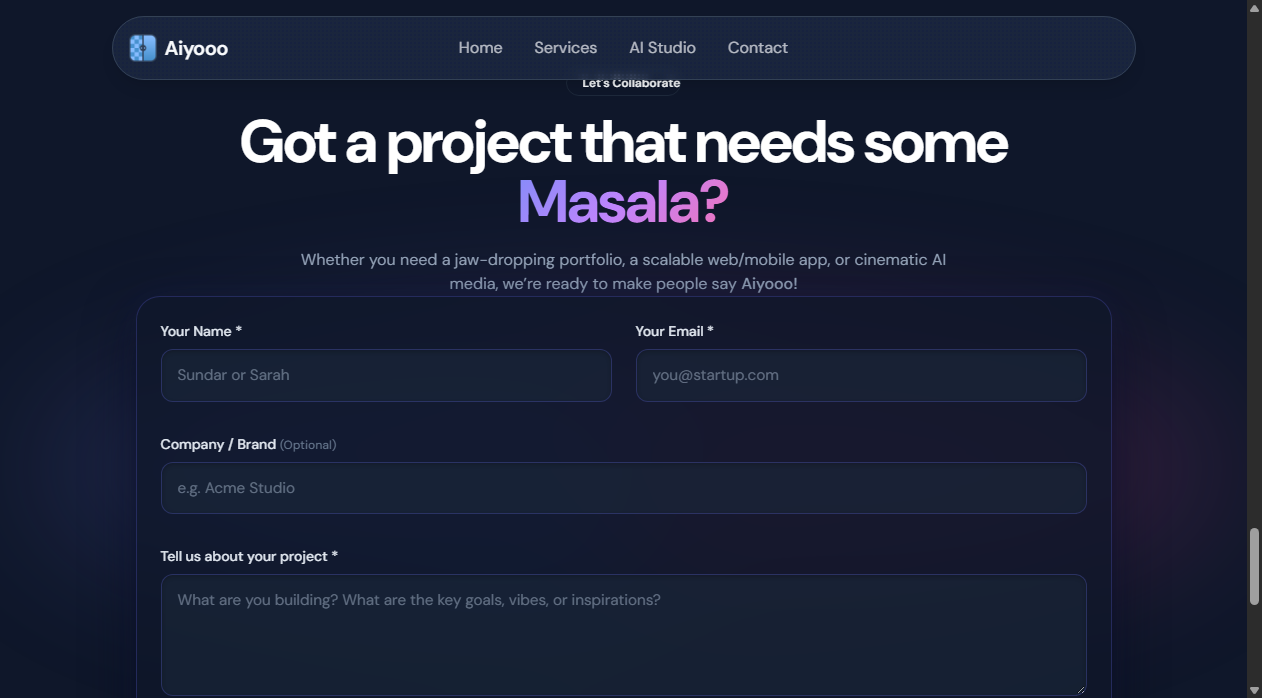 Aiyooo
Home
Services
AI Studio
Contact
Let's Collaborate
Got a project that needs some
Masala?
Whether you need a jaw-dropping portfolio, a scalable web/mobile app, or cinematic AI
media, we’re ready to make people say Aiyooo!
Your Name *
Your Email *
Sundar or Sarah
you@startup.com
Company / Brand (Optional)
e.g. Acme Studio
Tell us about your project *
What are you building? What are the key goals, vibes, or inspirations?